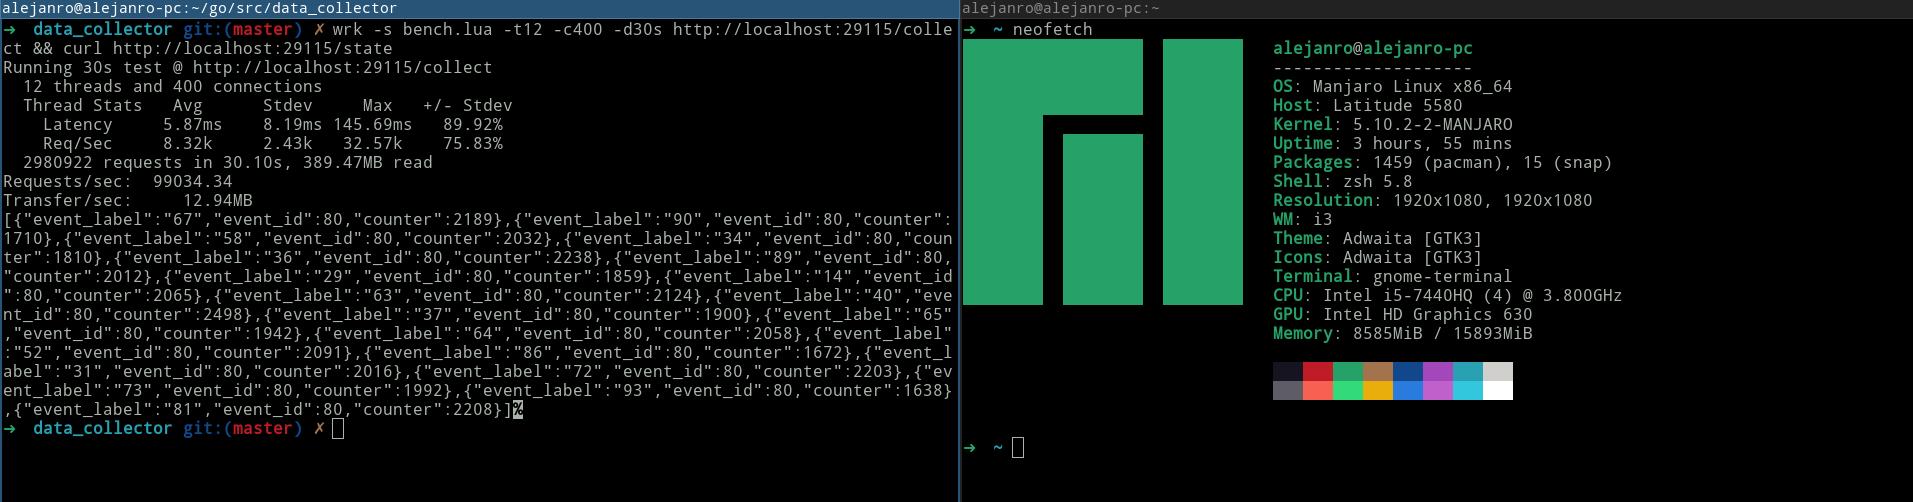 alejanro@alejanro-pc:~/go/src/data_collector
➜  data_collector git:(master) ✗ wrk -s bench.lua -t12 -c400 -d30s http://localhost:29115/colle
ct && curl http://localhost:29115/state
Running 30s test @ http://localhost:29115/collect
  12 threads and 400 connections
  Thread Stats   Avg      Stdev     Max   +/- Stdev
    Latency     5.87ms    8.19ms 145.69ms   89.92%
    Req/Sec     8.32k     2.43k   32.57k    75.83%
  2980922 requests in 30.10s, 389.47MB read
Requests/sec:  99034.34
Transfer/sec:     12.94MB
[{"event_label":"67","event_id":80,"counter":2189},{"event_label":"90","event_id":80,"counter":
1710},{"event_label":"58","event_id":80,"counter":2032},{"event_label":"34","event_id":80,"coun
ter":1810},{"event_label":"36","event_id":80,"counter":2238},{"event_label":"89","event_id":80,
"counter":2012},{"event_label":"29","event_id":80,"counter":1859},{"event_label":"14","event_id
":80,"counter":2065},{"event_label":"63","event_id":80,"counter":2124},{"event_label":"40","eve
nt_id":80,"counter":2498},{"event_label":"37","event_id":80,"counter":1900},{"event_label":"65"
,"event_id":80,"counter":1942},{"event_label":"64","event_id":80,"counter":2058},{"event_label"
:"52","event_id":80,"counter":2091},{"event_label":"86","event_id":80,"counter":1672},{"event_l
abel":"31","event_id":80,"counter":2016},{"event_label":"72","event_id":80,"counter":2203},{"ev
ent_label":"73","event_id":80,"counter":1992},{"event_label":"93","event_id":80,"counter":1638}
,{"event_label":"81","event_id":80,"counter":2208}]%
➜  data_collector git:(master) ✗
alejanro@alejanro-pc:~
➜  ~ neofetch
alejanro@alejanro-pc
--------------------
OS: Manjaro Linux x86_64
Host: Latitude 5580
Kernel: 5.10.2-2-MANJARO
Uptime: 3 hours, 55 mins
Packages: 1459 (pacman), 15 (snap)
Shell: zsh 5.8
Resolution: 1920x1080, 1920x1080
WM: i3
Theme: Adwaita [GTK3]
Icons: Adwaita [GTK3]
Terminal: gnome-terminal
CPU: Intel i5-7440HQ (4) @ 3.800GHz
GPU: Intel HD Graphics 630
Memory: 8585MiB / 15893MiB
➜  ~